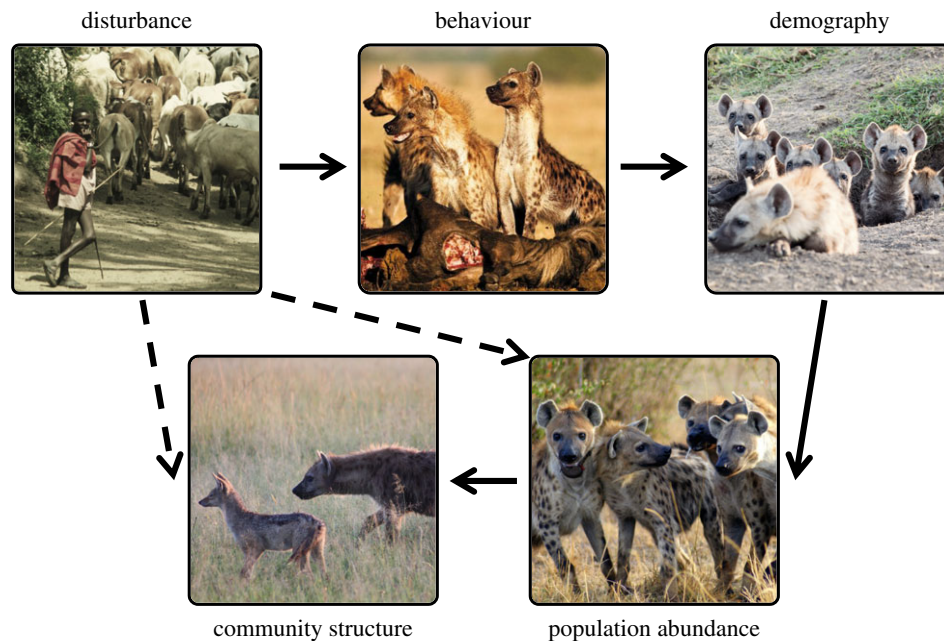 disturbance
behaviour
demography
community structure
population abundance